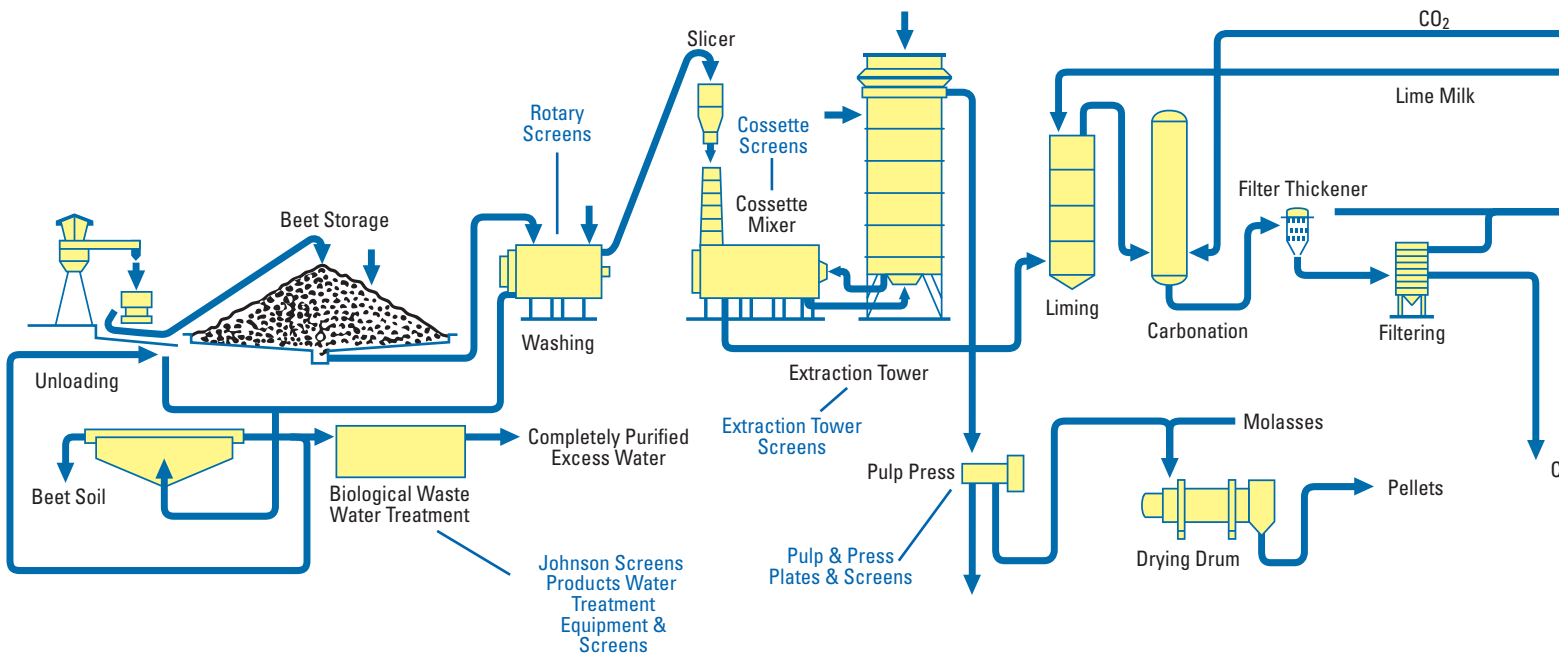 CO₂
Slicer
Lime Milk
Rotary
Screens
Cossette
Screens
Cossette
Mixer
Filter Thickener
Beet Storage
Liming
Carbonation
Filtering
Washing
Unloading
Extraction Tower
Extraction Tower
Screens
Molasses
Completely Purified
Excess Water
Beet Soil
Biological Waste
Water Treatment
Pulp Press
Pellets
C
Johnson Screens
Products Water
Treatment
Equipment &
Screens
Pulp & Press
Plates & Screens
Drying Drum